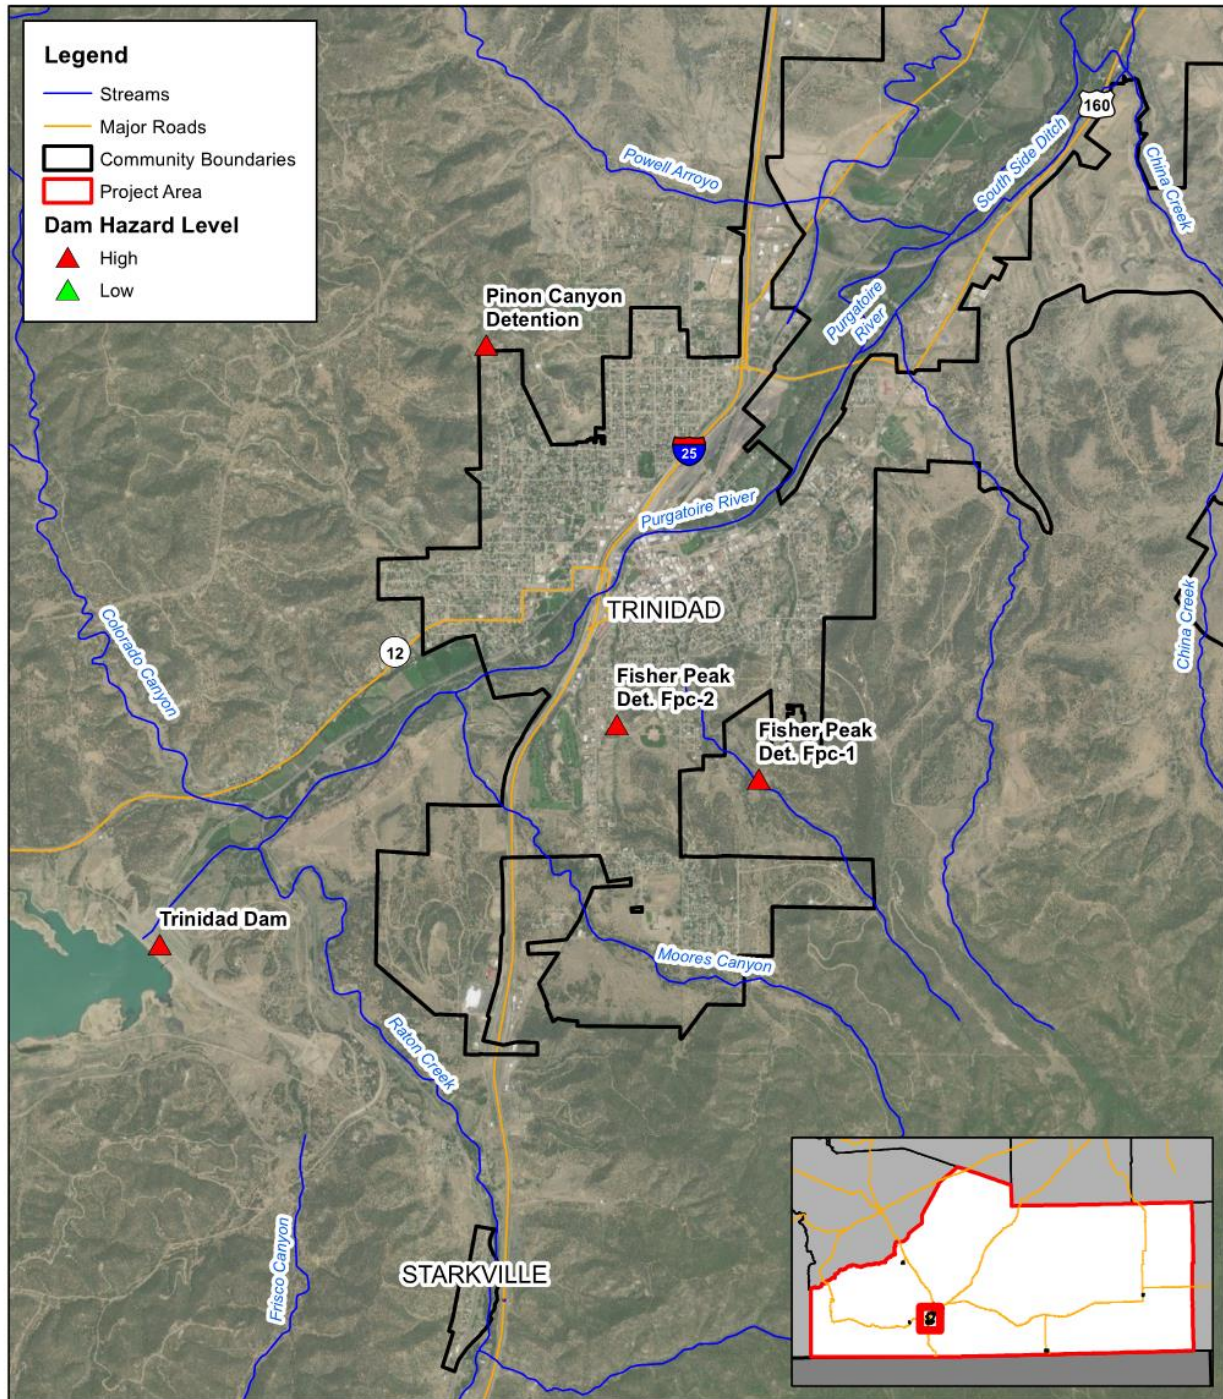 Legend
Streams
Major Roads
Community Boundaries
Project Area
Dam Hazard Level
High
Low
160
Powell Arroyo
South Side Ditch
China Creek
Pinon Canyon
Detention
Purgatoire
River
25
Purgatoire River
TRINIDAD
12
Colorado Canyon
China Creek
Fisher Peak
Det. Fpc-2
Fisher Peak
Det. Fpc-1
Trinidad Dam
Moores Canyon
Raton Creek
Frisco Canyon
STARKVILLE